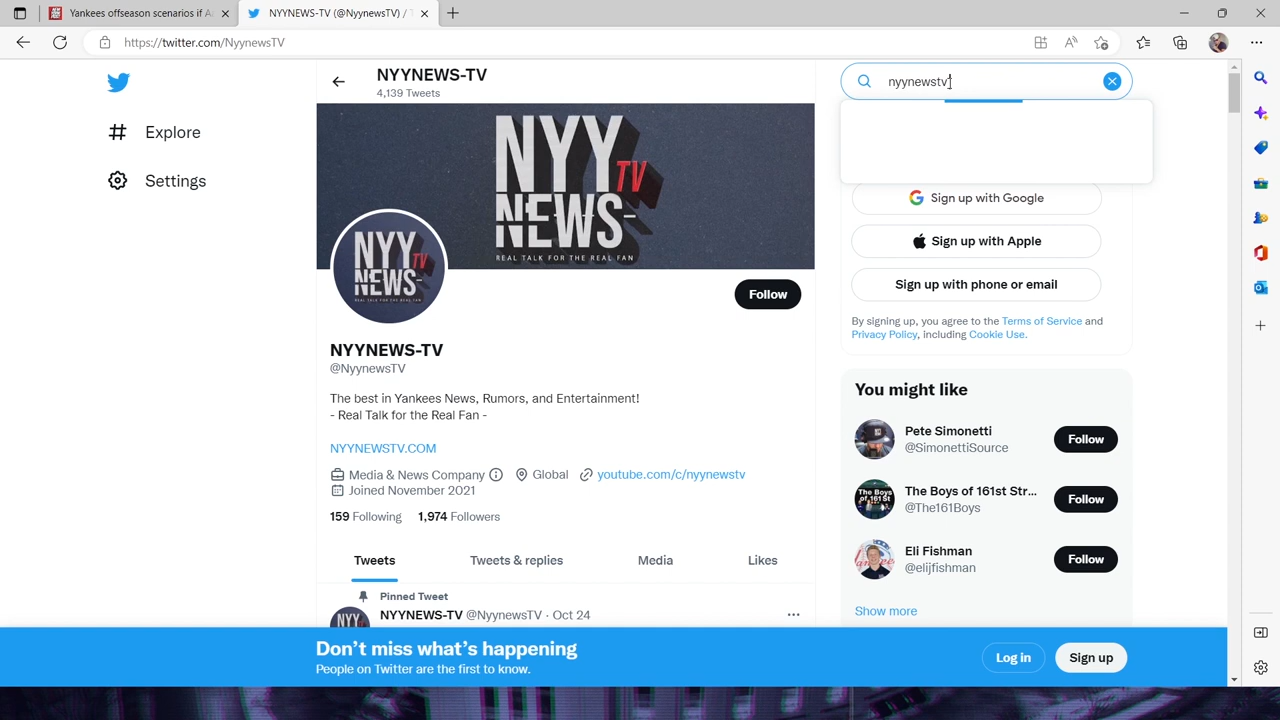 Yankees offseason scenarios if A
NYYNEWS-TV (@NyynewsTV) / T
https://twitter.com/NyynewsTV
NYYNEWS-TV
4,139 Tweets
nyynewstv
Explore
Settings
NYY
TV
NEWS-
REAL TALK FOR THE REAL FAN
NYY
TV
NEWS-
REAL TALK FOR THE REAL FAN
Follow
NYYNEWS-TV
@NyynewsTV
The best in Yankees News, Rumors, and Entertainment!
- Real Talk for the Real Fan -
NYYNEWSTV.COM
Media & News Company
Global
youtube.com/c/nyynewstv
Joined November 2021
159 Following
1,974 Followers
Tweets
Tweets & replies
Media
Likes
Pinned Tweet
NYYNEWS-TV @NyynewsTV · Oct 24
Sign up with Google
Sign up with Apple
Sign up with phone or email
By signing up, you agree to the Terms of Service and
Privacy Policy, including Cookie Use.
You might like
Pete Simonetti
@SimonettiSource
Follow
The Boys of 161st Str...
@The161Boys
Follow
Eli Fishman
@elijfishman
Follow
Show more
Don't miss what's happening
People on Twitter are the first to know.
Log in
Sign up